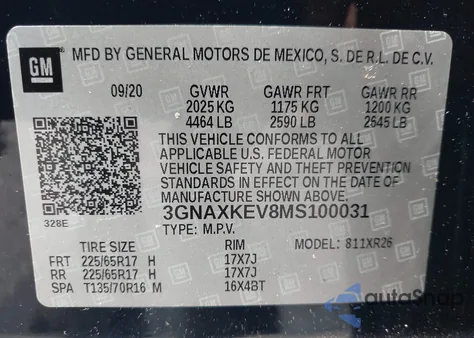 GM
MFD BY GENERAL MOTORS DE MEXICO, S. DE R.L. DE C.V.
09/20 GVWR GAWR FRT GAWR RR
2025 KG 1175 KG 1200 KG
4464 LB 2590 LB 2645 LB
THIS VEHICLE CONFORMS TO ALL
APPLICABLE U.S. FEDERAL MOTOR
VEHICLE SAFETY AND THEFT PREVENTION
STANDARDS IN EFFECT ON THE DATE OF
MANUFACTURE SHOWN ABOVE.
3GNAXKEV8MS100031
328E
TYPE: M.P.V.
TIRE SIZE RIM MODEL: 811XR26
FRT 225/65R17 H 17X7J
RR 225/65R17 H 17X7J
SPA T135/70R16 M 16X4BT
autoSnap